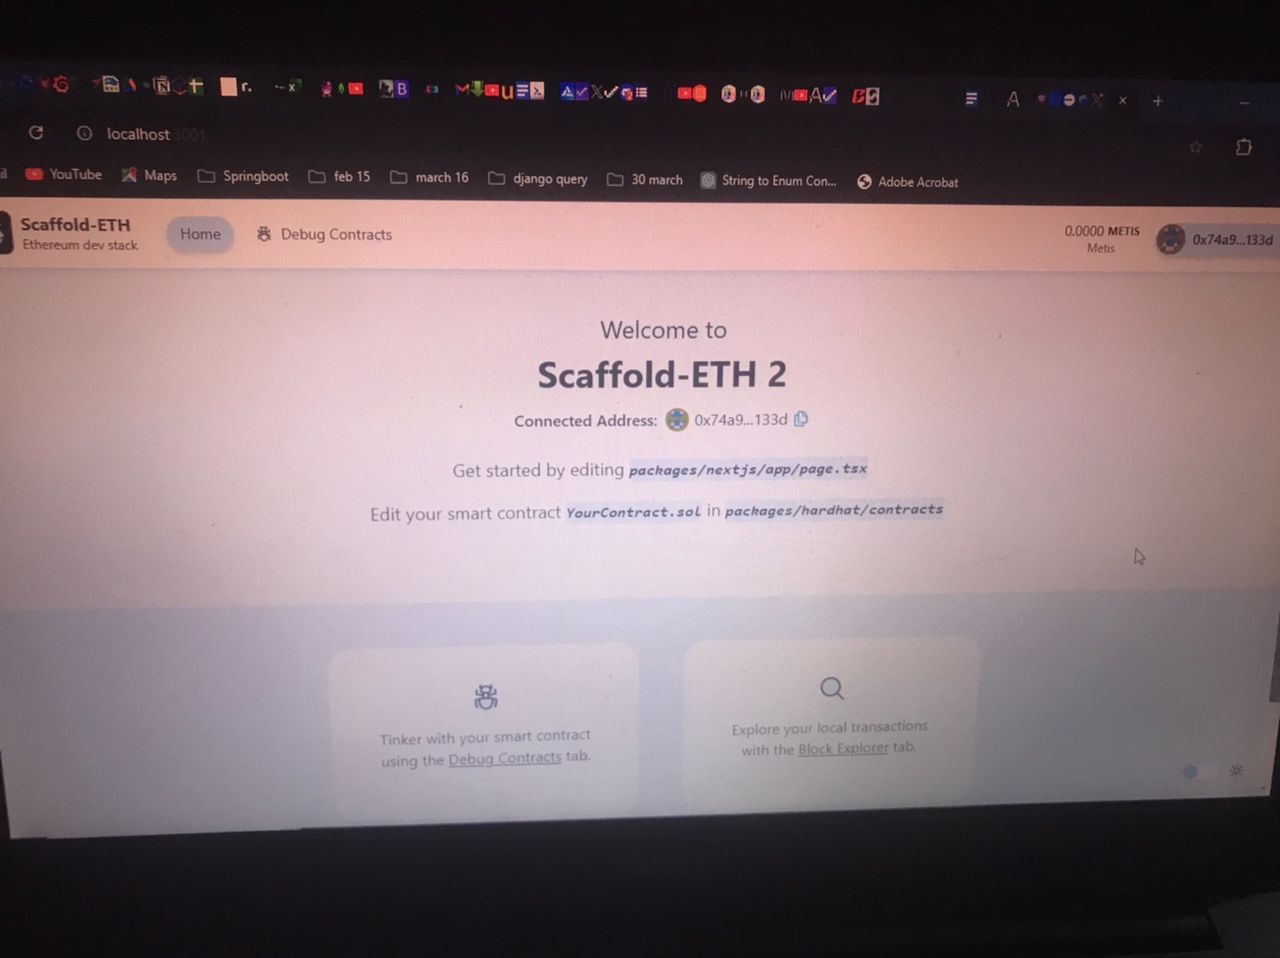 localhost:3001
YouTube Maps Springboot feb 15 march 16 django query 30 march String to Enum Con... Adobe Acrobat
Scaffold-ETH
Ethereum dev stack
Home Debug Contracts
0.0000 METIS
Metis
0x74a9...133d
Welcome to
Scaffold-ETH 2
Connected Address: 0x74a9...133d
Get started by editing packages/nextjs/app/page.tsx
Edit your smart contract YourContract.sol in packages/hardhat/contracts
Tinker with your smart contract
using the Debug Contracts tab.
Explore your local transactions
with the Block Explorer tab.